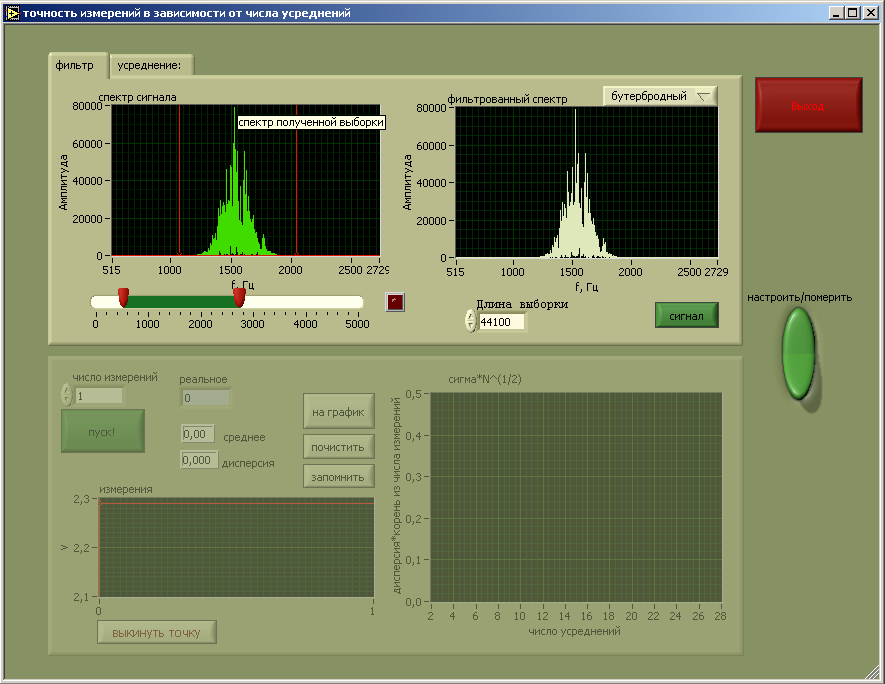 точность измерений в зависимости от числа усреднений
фильтр
усреднение:
спектр сигнала
80000
60000
40000
20000
0
Амплитуда
спектр полученной выборки
515 1000 1500 2000 2500 2729
f, Гц
0 1000 2000 3000 4000 5000
фильтрованный спектр
бутербродный
80000
60000
40000
20000
0
Амплитуда
515 1000 1500 2000 2500 2729
f, Гц
Длина выборки
44100
сигнал
Выход
настроить/померить
число измерений
1
реальное
0
пуск!
0,00 среднее
0,000 дисперсия
на график
почистить
запомнить
измерения
2,3
2,2
2,1
V
0 1
выкинуть точку
сигма*N^(1/2)
0,5
0,4
0,3
0,2
0,1
0,0
дисперсия*корень из числа измерений
2 4 6 8 10 12 14 16 18 20 22 24 26 28
число усреднений